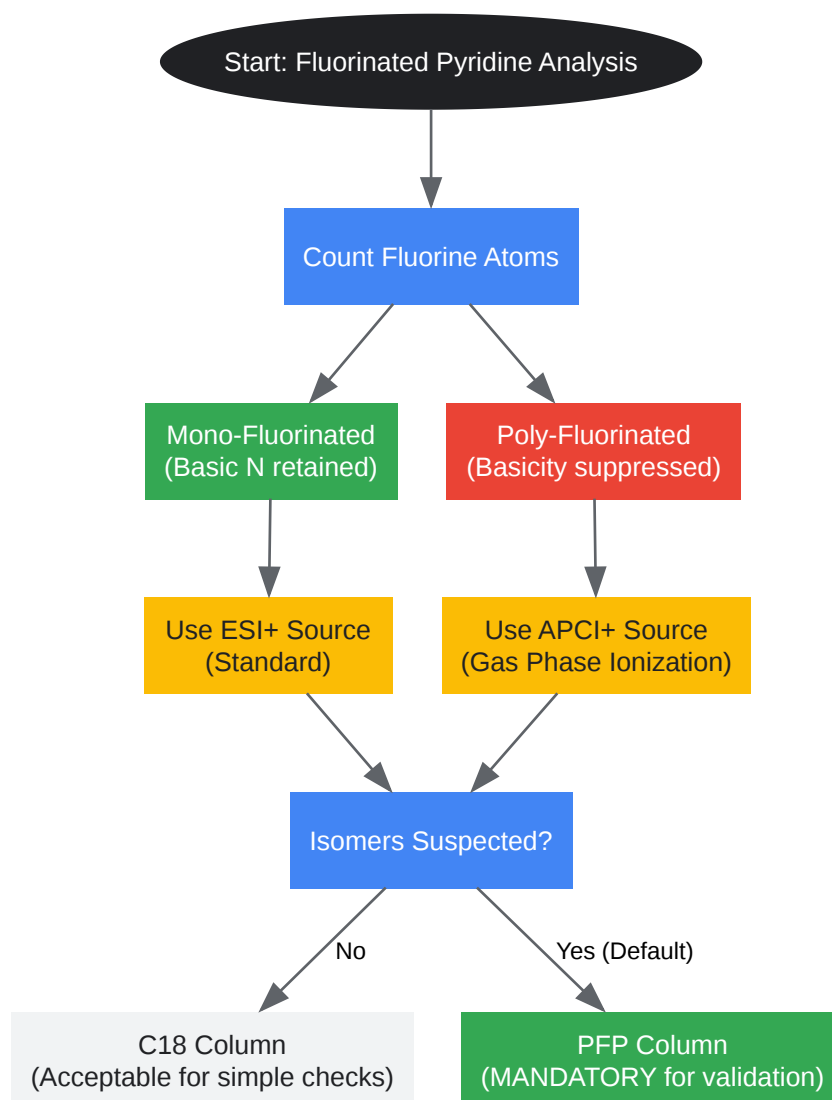 Start: Fluorinated Pyridine Analysis
Count Fluorine Atoms
Mono-Fluorinated
(Basic N retained)
Poly-Fluorinated
(Basicity suppressed)
Use ESI+ Source
(Standard)
Use APCI+ Source
(Gas Phase Ionization)
Isomers Suspected?
No
Yes (Default)
C18 Column
(Acceptable for simple checks)
PFP Column
(MANDATORY for validation)